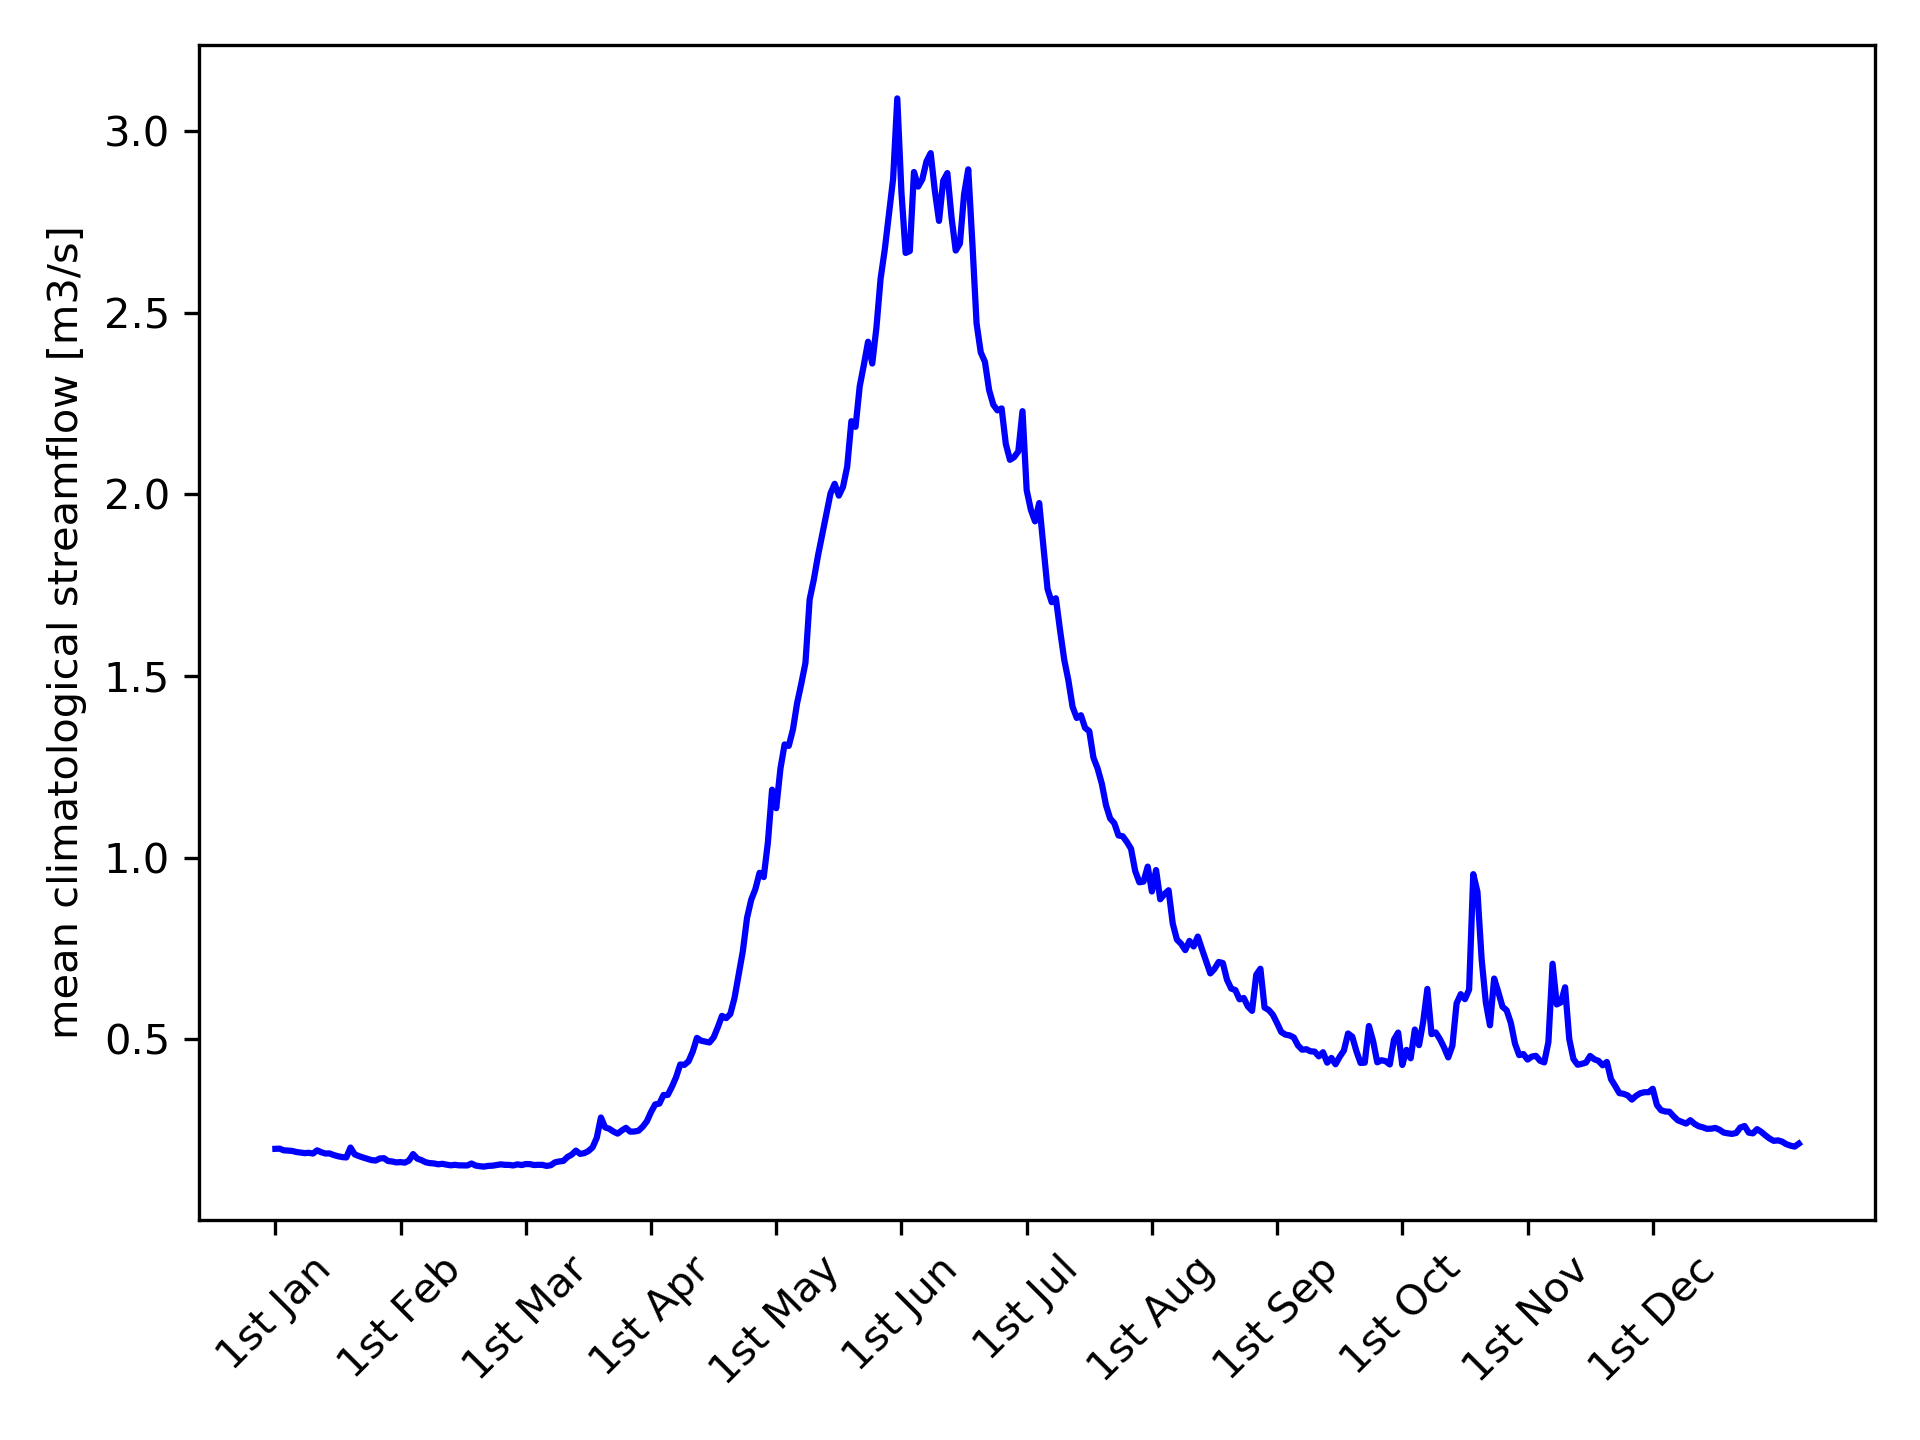 mean climatological streamflow [m3/s]
3.0
2.5
2.0
1.5
1.0
0.5
1st Jan
1st Feb
1st Mar
1st Apr
1st May
1st Jun
1st Jul
1st Aug
1st Sep
1st Oct
1st Nov
1st Dec